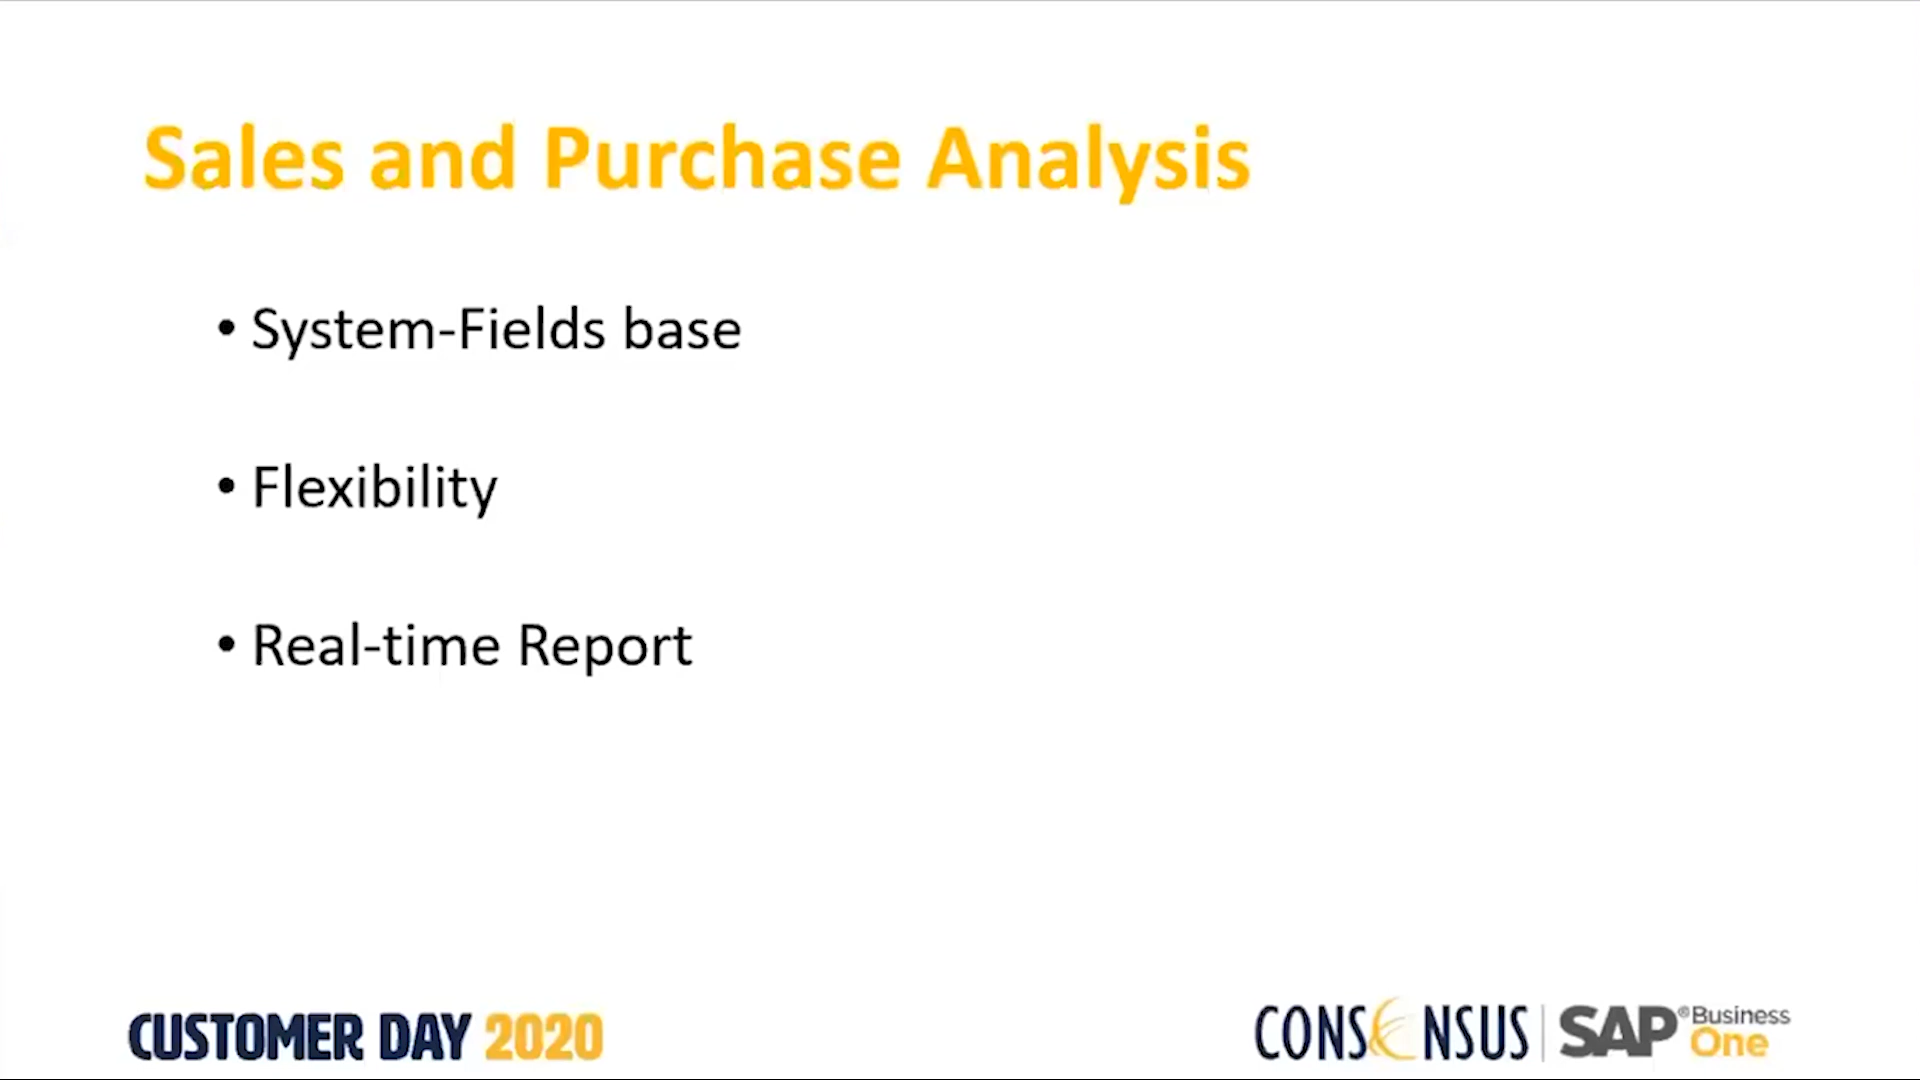 Sales and Purchase Analysis
• System-Fields base
• Flexibility
• Real-time Report
CUSTOMER DAY 2020
CONSENSUS | SAP® Business One